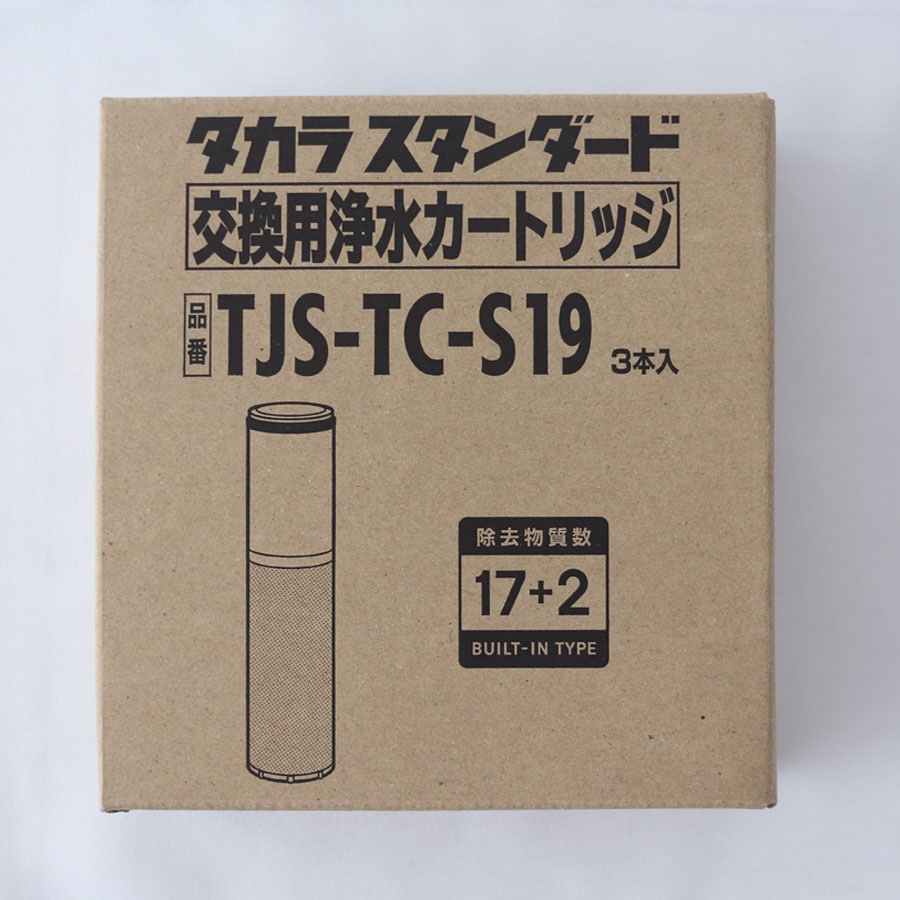 タカラスタンダード
交換用浄水カートリッジ
品番 TJS-TC-S19 3本入
除去物質数
17+2
BUILT-IN TYPE